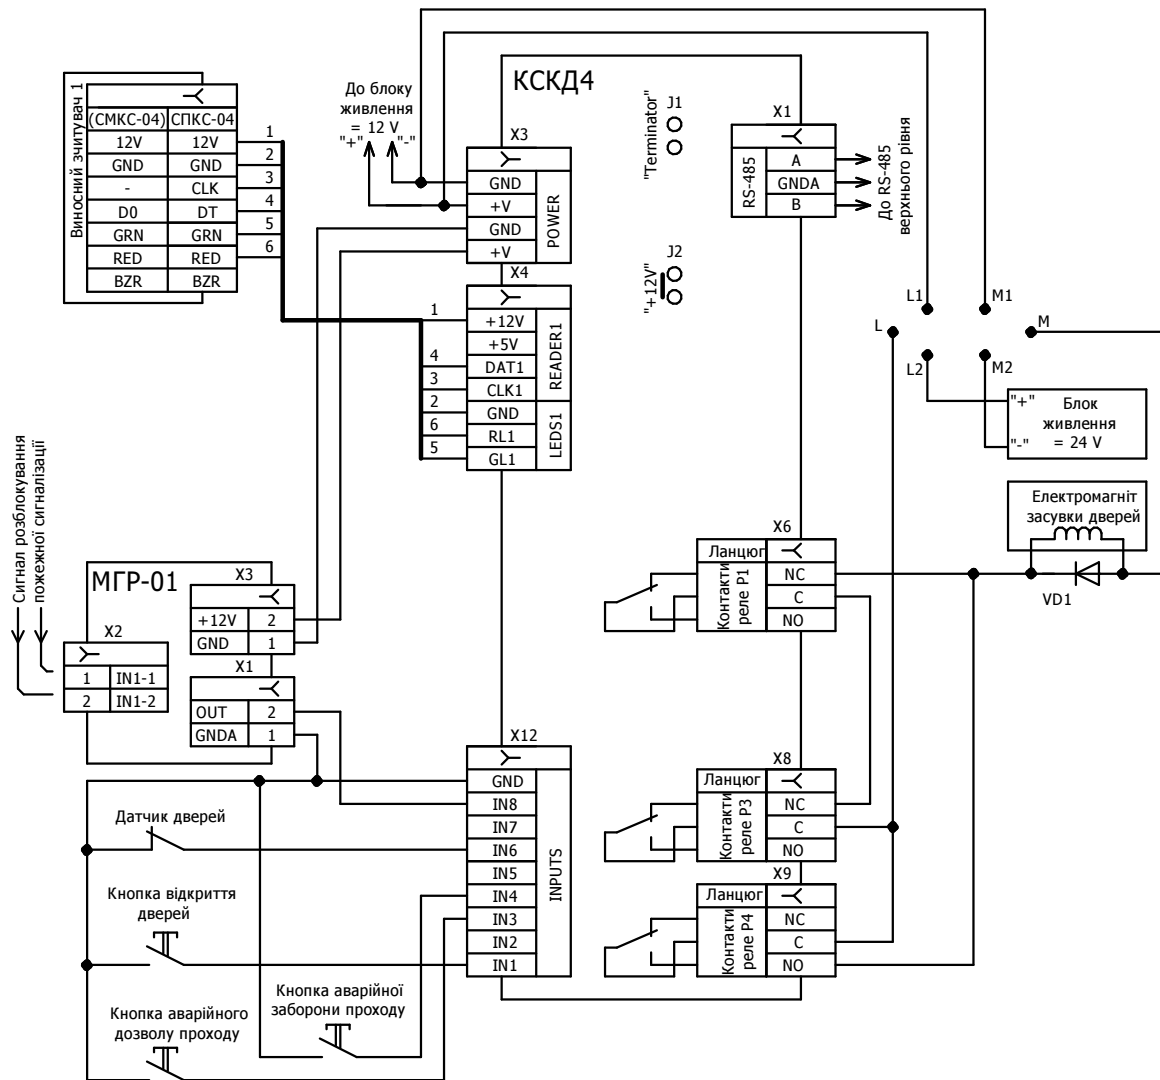 КСКД4
До блоку
живлення
= 12 V
"+"
"-"
Виносний зчитувач 1
(СМКС-04) СПКС-04
12V 12V 1
GND GND 2
- CLK 3
D0 DT 4
GRN GRN 5
RED RED 6
BZR BZR
X3
GND
+V
GND
+V
POWER
X4
1 +12V
+5V
4 DAT1
3 CLK1
READER1
2 GND
6 RL1
5 GL1
LEDS1
"Terminator"
J1
"+12V"
J2
X1
RS-485
A
GNDA
B
До RS-485
верхнього рівня
L1
M1
L
M
L2
M2
"+"
"-"
Блок
живлення
= 24 V
Електромагніт
засувки дверей
VD1
Сигнал розблокування
пожежної сигналізації
МГР-01
X3
+12V 2
GND 1
X2
1 IN1-1
2 IN1-2
X1
OUT 2
GNDA 1
X6
Ланцюг
Контакти
реле P1
NC
C
NO
X8
Ланцюг
Контакти
реле P3
NC
C
NO
X9
Ланцюг
Контакти
реле P4
NC
C
NO
X12
GND
IN8
IN7
IN6
IN5
IN4
IN3
IN2
IN1
INPUTS
Датчик дверей
Кнопка відкриття
дверей
Кнопка аварійного
дозволу проходу
Кнопка аварійної
заборони проходу